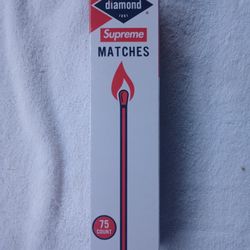 diamond
Supreme
MATCHES
75
COUNT